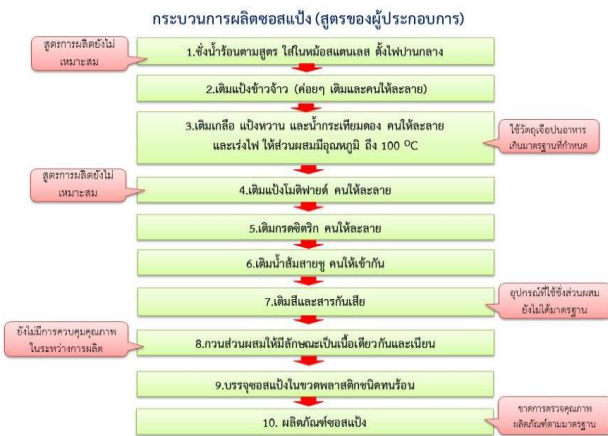 กระบวนการผลิตซอสแป้ง (สูตรของผู้ประกอบการ)
สูตรการผลิตยังไม่
เหมาะสม
1.ชั่งน้ำร้อนตามสูตร ใส่ในหม้อสแตนเลส ตั้งไฟปานกลาง
2.เติมแป้งข้าวจ้าว (ค่อยๆ เติมและคนให้ละลาย)
3.เติมเกลือ แป้งหวาน และน้ำกระเทียมดอง คนให้ละลาย
และเร่งไฟ ให้ส่วนผสมมีอุณหภูมิ ถึง 100 ⁰C
ใช้วัตถุเจือปนอาหาร
เกินมาตรฐานที่กำหนด
สูตรการผลิตยังไม่
เหมาะสม
4.เติมแป้งโมดิฟายด์ คนให้ละลาย
5.เติมกรดซิตริก คนให้ละลาย
6.เติมน้ำส้มสายชู คนให้เข้ากัน
7.เติมสีและสารกันเสีย
อุปกรณ์ที่ใช้ชั่งส่วนผสม
ยังไม่ได้มาตรฐาน
ยังไม่มีการควบคุมคุณภาพ
ในระหว่างการผลิต
8.กวนส่วนผสมให้มีลักษณะเป็นเนื้อเดียวกันและเนียน
9.บรรจุซอสแป้งในขวดพลาสติกชนิดทนร้อน
10. ผลิตภัณฑ์ซอสแป้ง
ขาดการตรวจคุณภาพ
ผลิตภัณฑ์ตามมาตรฐาน